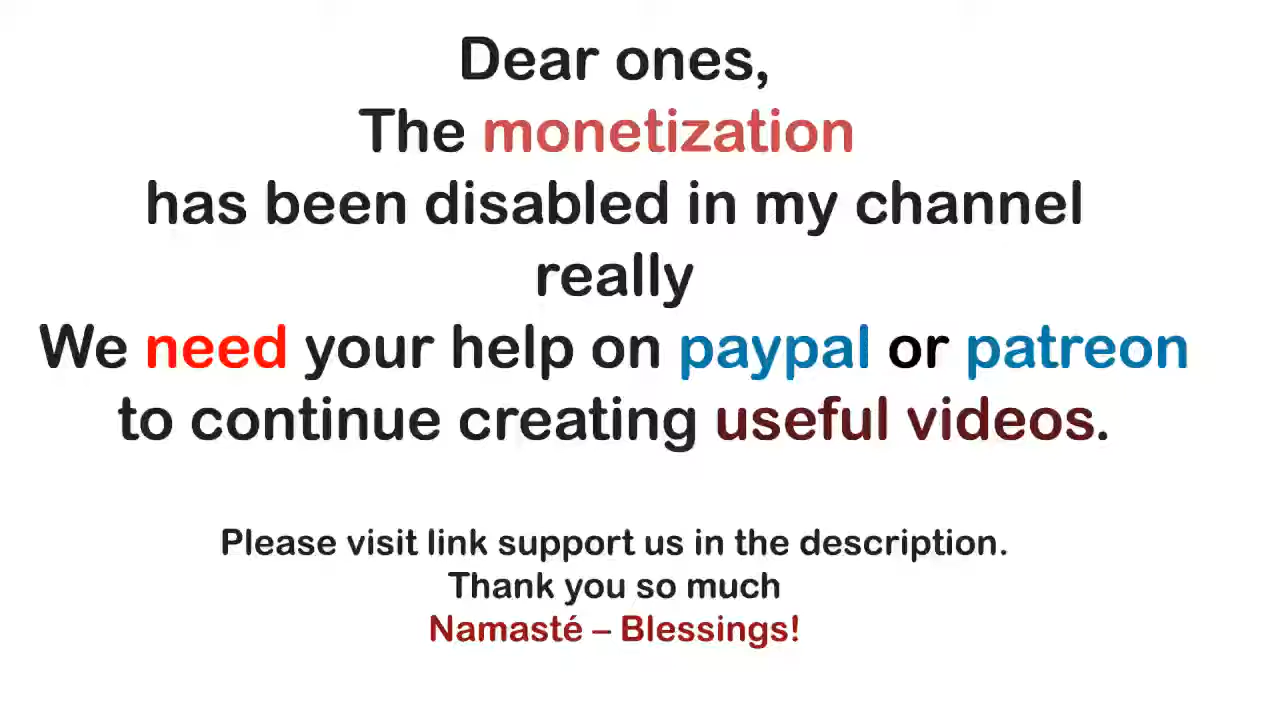 Dear ones,
The monetization
has been disabled in my channel
really
We need your help on paypal or patreon
to continue creating useful videos.
Please visit link support us in the description.
Thank you so much
Namasté – Blessings!